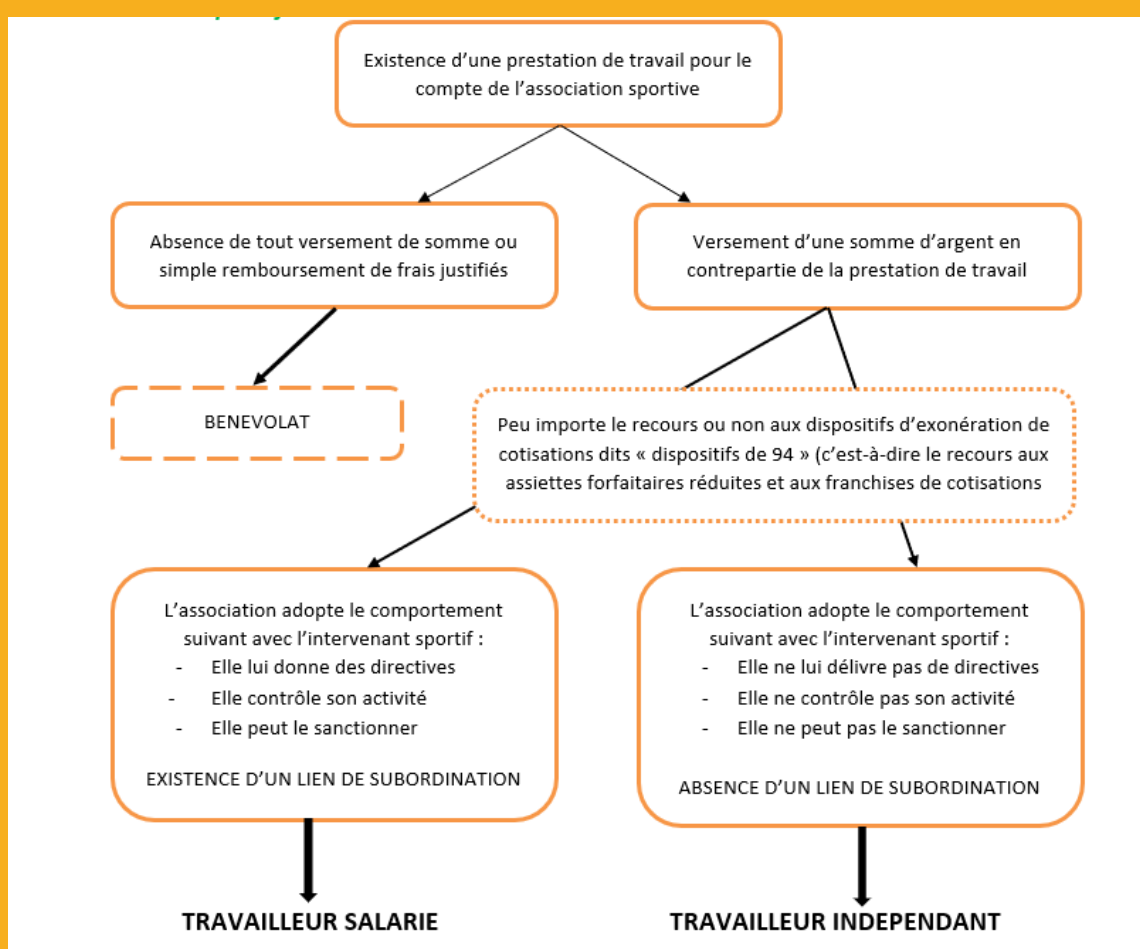 Existence d’une prestation de travail pour le
compte de l’association sportive
Absence de tout versement de somme ou
simple remboursement de frais justifiés
Versement d’une somme d’argent en
contrepartie de la prestation de travail
BENEVOLAT
Peu importe le recours ou non aux dispositifs d’exonération de
cotisations dits « dispositifs de 94 » (c’est-à-dire le recours aux
assiettes forfaitaires réduites et aux franchises de cotisations
L’association adopte le comportement
suivant avec l’intervenant sportif :
- Elle lui donne des directives
- Elle contrôle son activité
- Elle peut le sanctionner
EXISTENCE D’UN LIEN DE SUBORDINATION
L’association adopte le comportement
suivant avec l’intervenant sportif :
- Elle ne lui délivre pas de directives
- Elle ne contrôle pas son activité
- Elle ne peut pas le sanctionner
ABSENCE D’UN LIEN DE SUBORDINATION
TRAVAILLEUR SALARIE
TRAVAILLEUR INDEPENDANT